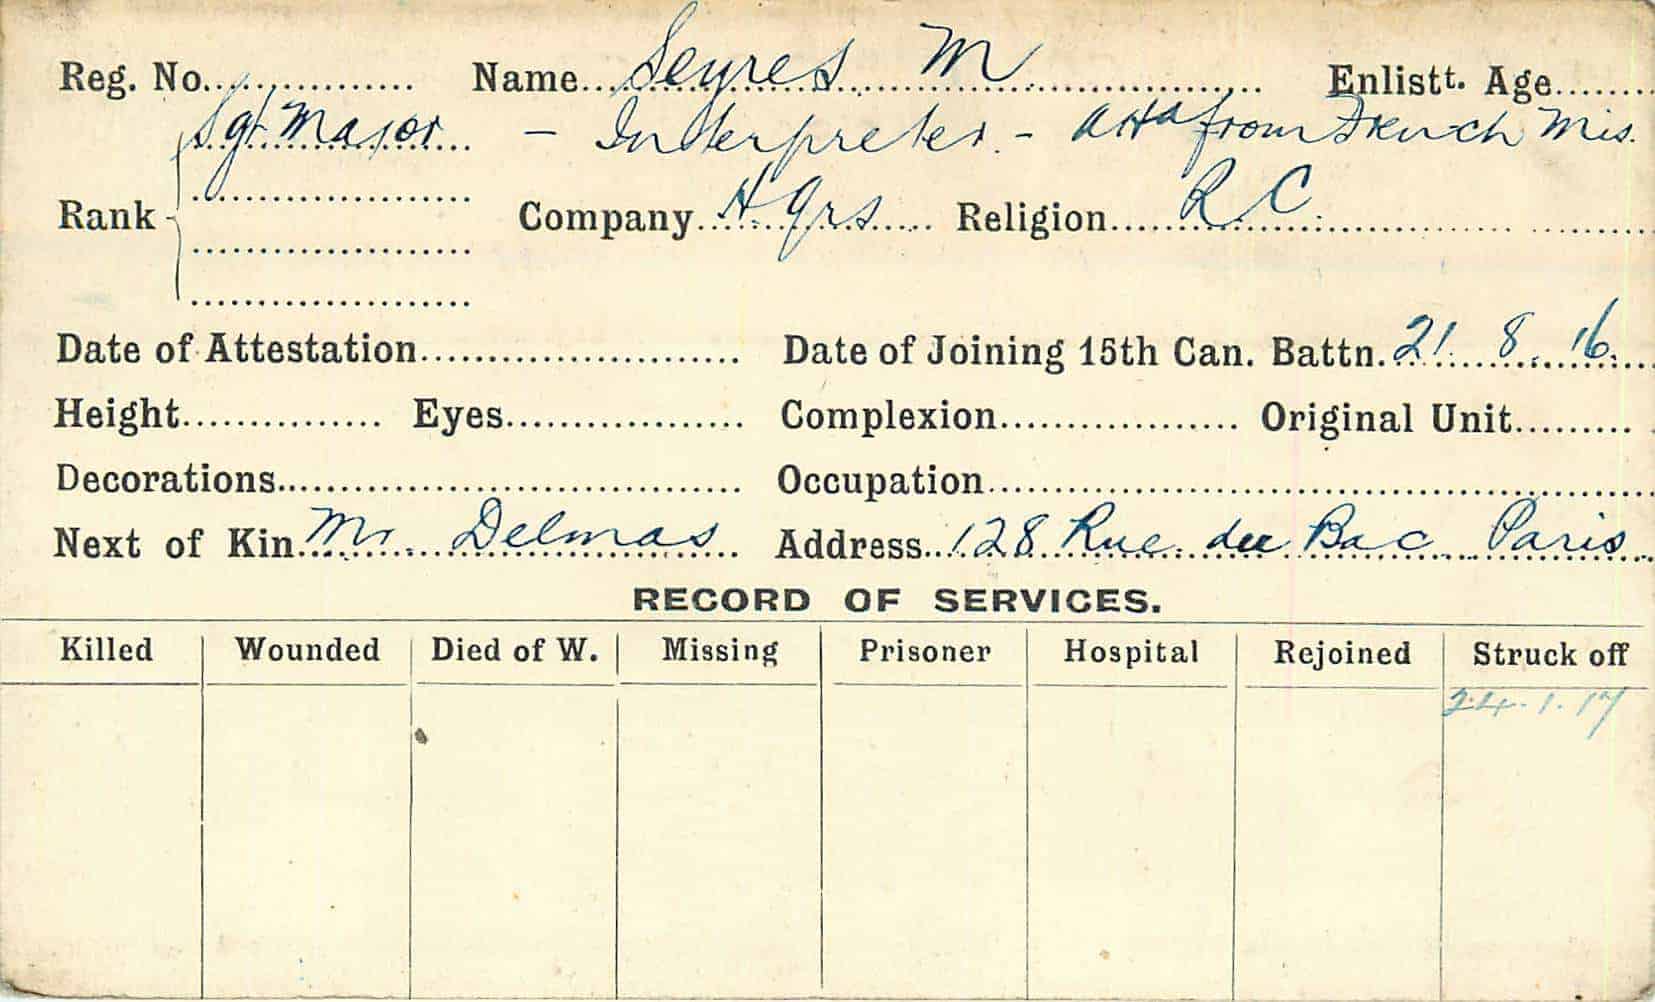 Reg. No. Name Seyres M Enlistt. Age
Sgt Major - Interpreter - Attd from French Mis.
Rank Company H. Qrs Religion R. C.
Date of Attestation Date of Joining 15th Can. Battn. 21. 8. 16.
Height Eyes Complexion Original Unit
Decorations Occupation
Next of Kin Mr. Delmas Address 128 Rue du Bac Paris
RECORD OF SERVICES.
Killed Wounded Died of W. Missing Prisoner Hospital Rejoined Struck off
24.1.17